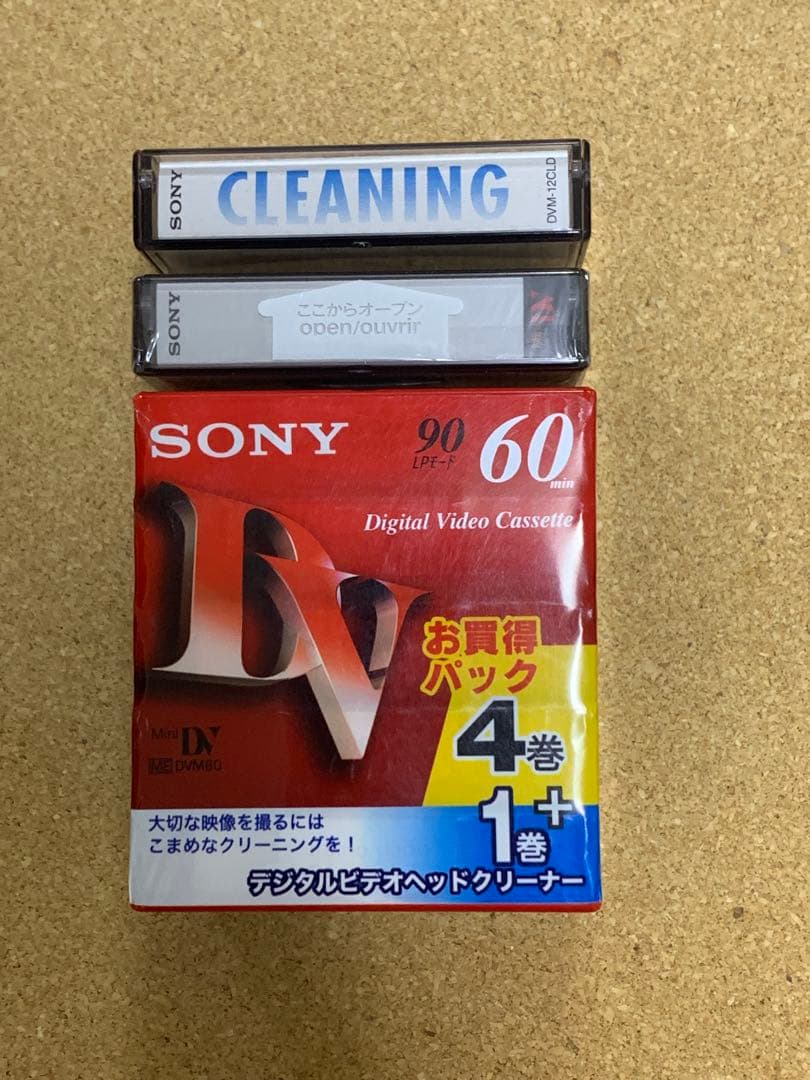 SONY
CLEANING
DVM-12CLD
SONY
ここからオープン
open/ouvrir
SONY
90
LPモード
60
min
Digital Video Cassette
DV
お買得
パック
4巻
+
1巻
Mini DV
ME DVM60
大切な映像を撮るには
こまめなクリーニングを!
デジタルビデオヘッドクリーナー